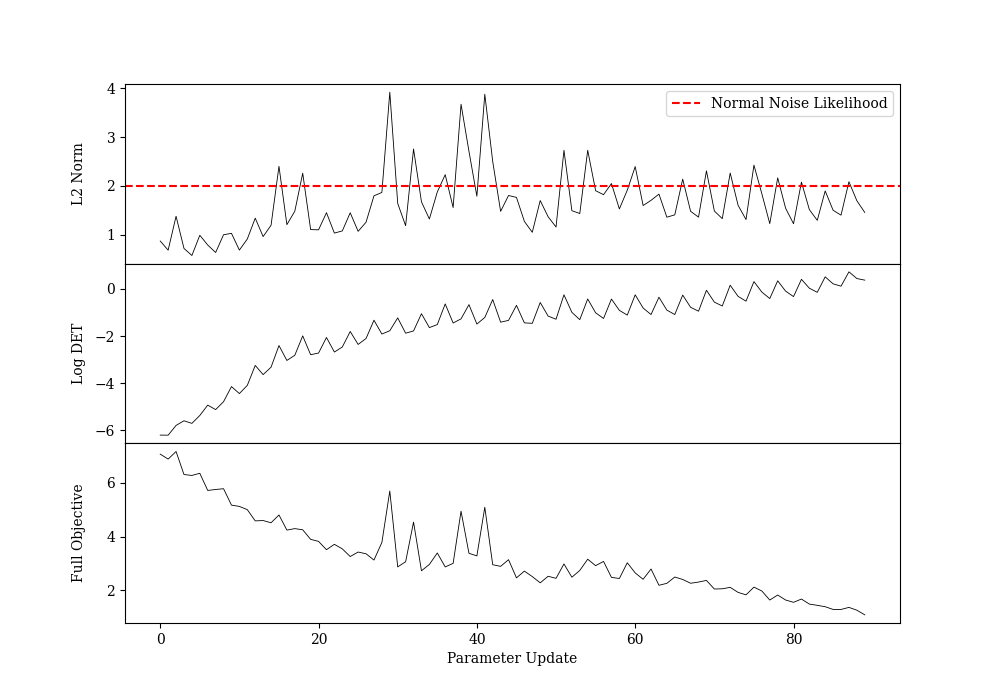 4
3
2
1
L2 Norm
Normal Noise Likelihood
0
−2
−4
−6
Log DET
6
4
2
Full Objective
0 20 40 60 80
Parameter Update